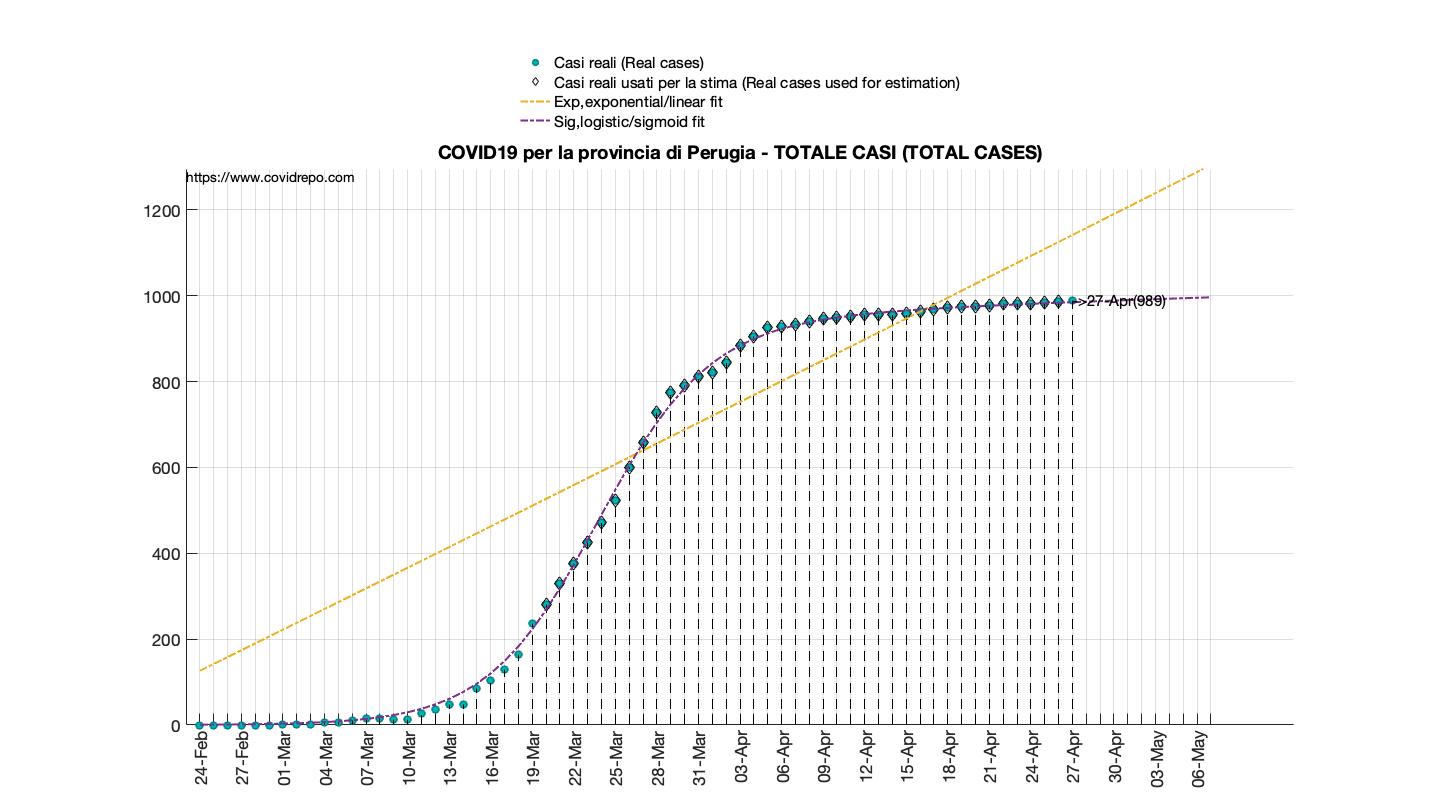 Casi reali (Real cases)
Casi reali usati per la stima (Real cases used for estimation)
Exp,exponential/linear fit
Sig,logistic/sigmoid fit
COVID19 per la provincia di Perugia - TOTALE CASI (TOTAL CASES)
https://www.covidrepo.com
1200
1000
800
600
400
200
0
->27-Apr(989)
24-Feb
27-Feb
01-Mar
04-Mar
07-Mar
10-Mar
13-Mar
16-Mar
19-Mar
22-Mar
25-Mar
28-Mar
31-Mar
03-Apr
06-Apr
09-Apr
12-Apr
15-Apr
18-Apr
21-Apr
24-Apr
27-Apr
30-Apr
03-May
06-May